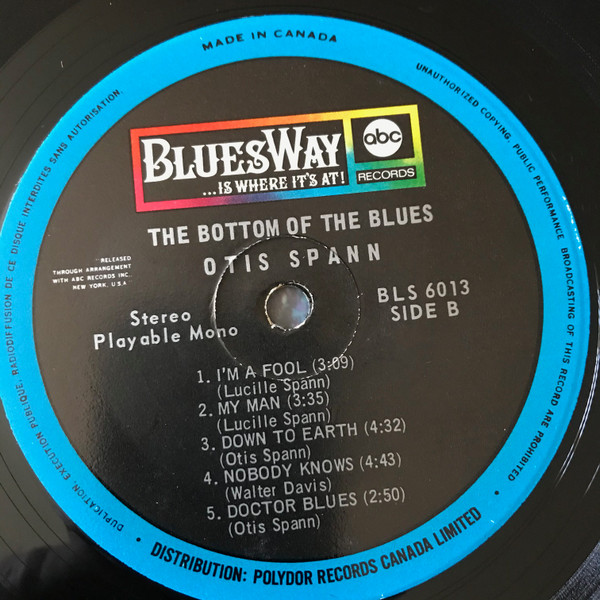 MADE IN CANADA
UNAUTHORIZED COPYING, PUBLIC PERFORMANCE BROADCASTING OF THIS RECORD ARE PROHIBITED
DUPLICATION, EXECUTION PUBLIQUE, RADIODIFFUSION DE CE DISQUE INTERDITES SANS AUTORISATION.
BLUESWAY
...IS WHERE IT'S AT!
abc
RECORDS
THE BOTTOM OF THE BLUES
OTIS SPANN
"RELEASED
THROUGH ARRANGEMENT
WITH ABC RECORDS INC.
NEW YORK, U.S.A
Stereo
Playable Mono
BLS 6013
SIDE B
1. I'M A FOOL (3:09)
(Lucille Spann)
2. MY MAN (3:35)
(Lucille Spann)
3. DOWN TO EARTH (4:32)
(Otis Spann)
4. NOBODY KNOWS (4:43)
(Walter Davis)
5. DOCTOR BLUES (2:50)
(Otis Spann)
• DISTRIBUTION: POLYDOR RECORDS CANADA LIMITED •